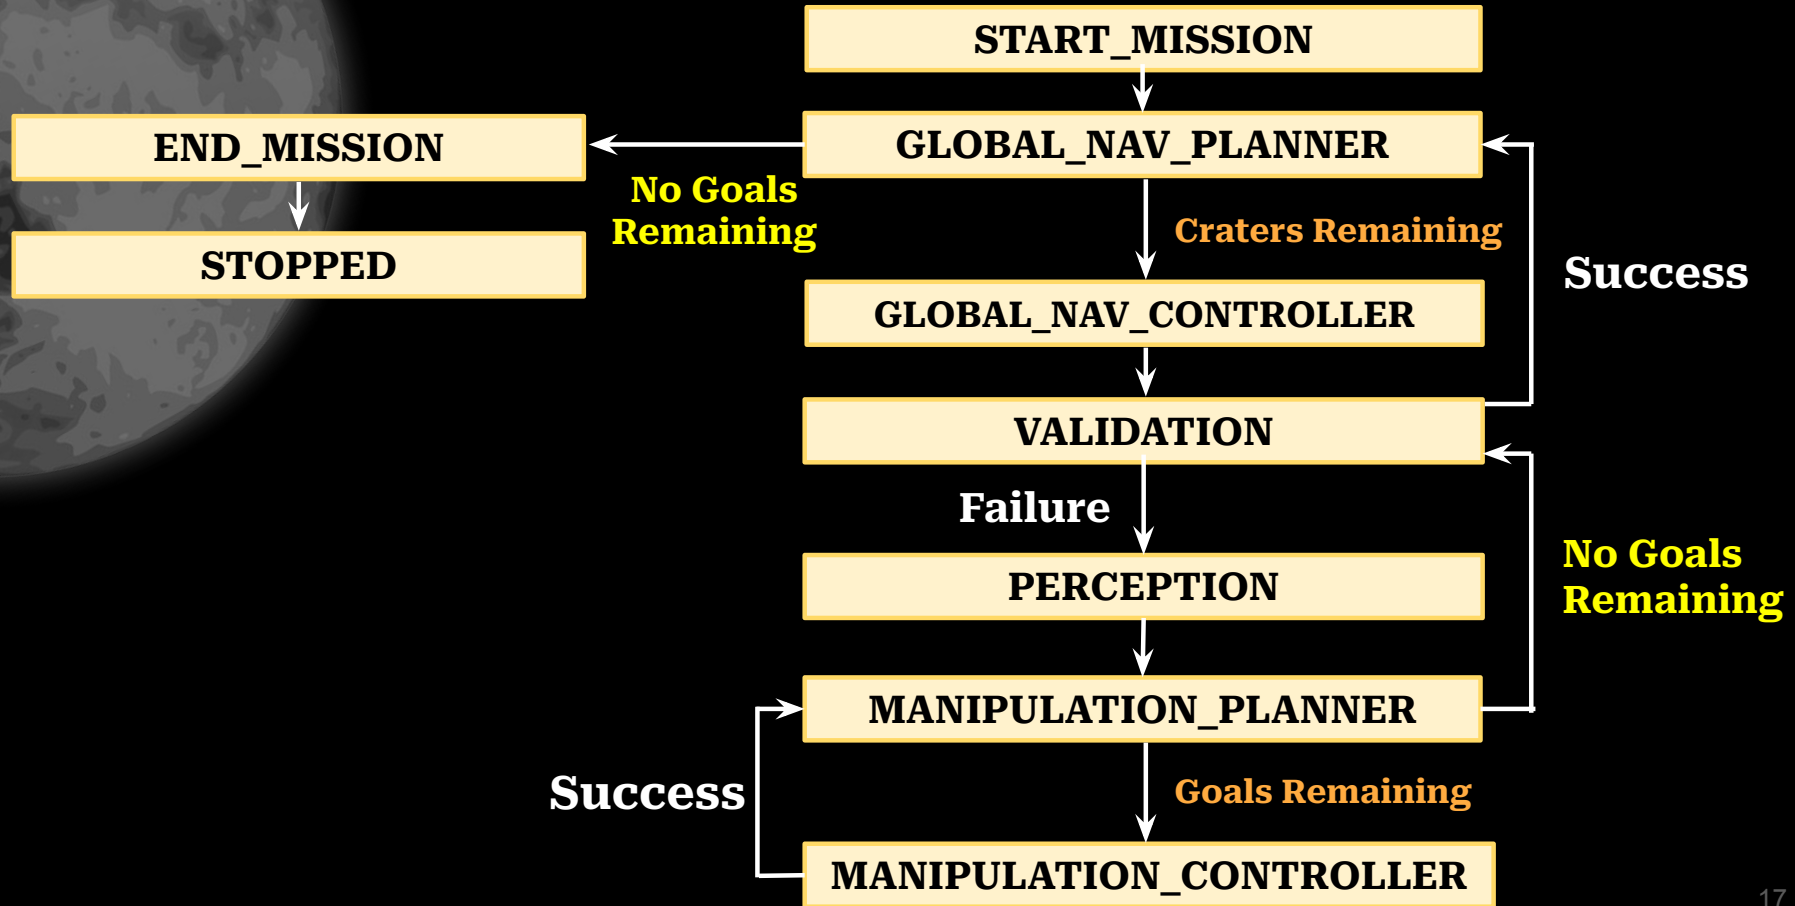 START_MISSION
END_MISSION
GLOBAL_NAV_PLANNER
No Goals
Remaining
Craters Remaining
STOPPED
Success
GLOBAL_NAV_CONTROLLER
VALIDATION
Failure
No Goals
Remaining
PERCEPTION
MANIPULATION_PLANNER
Success
Goals Remaining
MANIPULATION_CONTROLLER
17